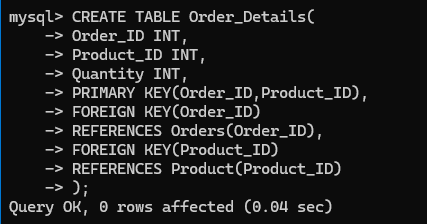 mysql> CREATE TABLE Order_Details(
    -> Order_ID INT,
    -> Product_ID INT,
    -> Quantity INT,
    -> PRIMARY KEY(Order_ID,Product_ID),
    -> FOREIGN KEY(Order_ID)
    -> REFERENCES Orders(Order_ID),
    -> FOREIGN KEY(Product_ID)
    -> REFERENCES Product(Product_ID)
    -> );
Query OK, 0 rows affected (0.04 sec)